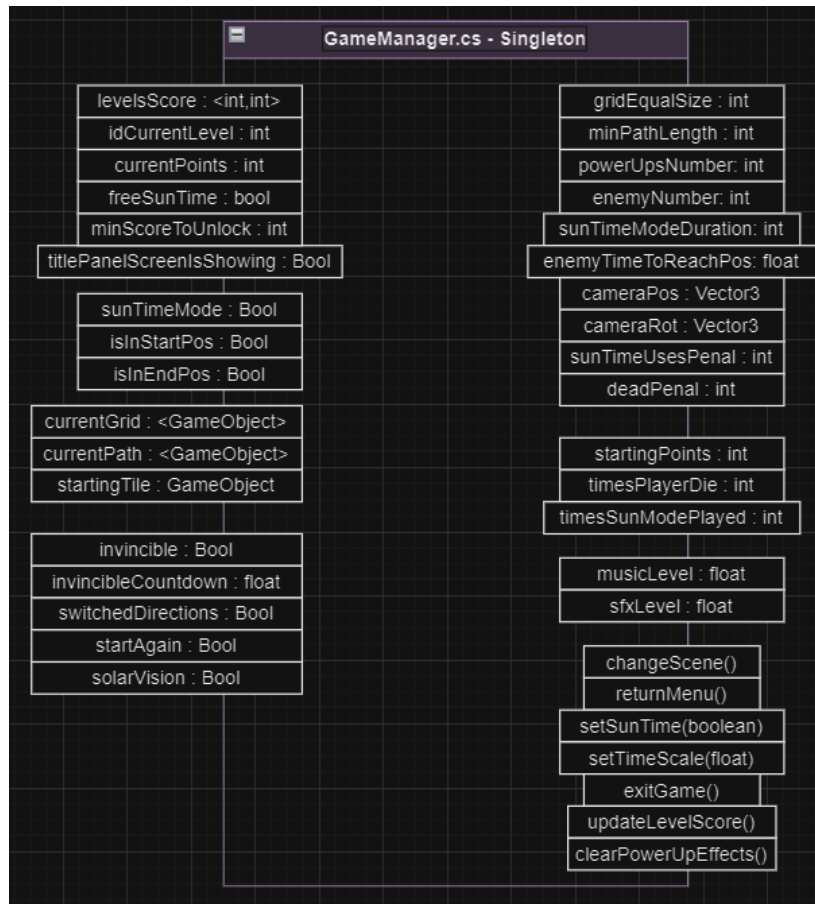 GameManager.cs - Singleton
levelsScore : <int,int>
idCurrentLevel : int
currentPoints : int
freeSunTime : bool
minScoreToUnlock : int
titlePanelScreenIsShowing : Bool
sunTimeMode : Bool
isInStartPos : Bool
isInEndPos : Bool
currentGrid : <GameObject>
currentPath : <GameObject>
startingTile : GameObject
invincible : Bool
invincibleCountdown : float
switchedDirections : Bool
startAgain : Bool
solarVision : Bool
gridEqualSize : int
minPathLength : int
powerUpsNumber: int
enemyNumber: int
sunTimeModeDuration: int
enemyTimeToReachPos: float
cameraPos : Vector3
cameraRot : Vector3
sunTimeUsesPenal : int
deadPenal : int
startingPoints : int
timesPlayerDie : int
timesSunModePlayed : int
musicLevel : float
sfxLevel : float
changeScene()
returnMenu()
setSunTime(boolean)
setTimeScale(float)
exitGame()
updateLevelScore()
clearPowerUpEffects()